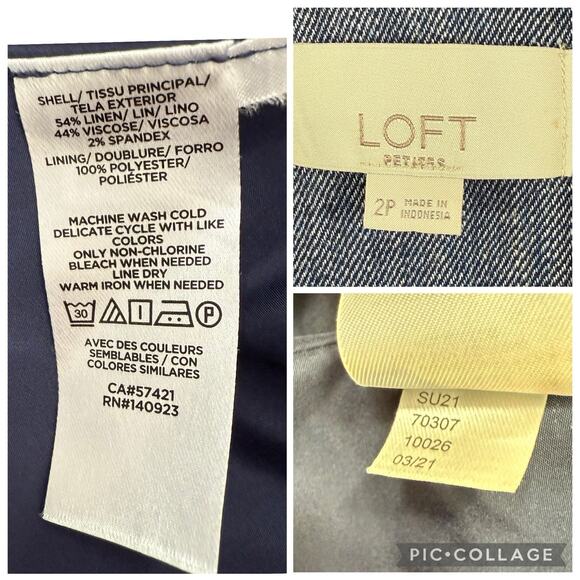 SHELL/ TISSU PRINCIPAL/
TELA EXTERIOR
54% LINEN/ LIN/ LINO
44% VISCOSE/ VISCOSA
2% SPANDEX
LINING/ DOUBLURE/ FORRO
100% POLYESTER/
POLIÉSTER
MACHINE WASH COLD
DELICATE CYCLE WITH LIKE
COLORS
ONLY NON-CHLORINE
BLEACH WHEN NEEDED
LINE DRY
WARM IRON WHEN NEEDED
30 P
AVEC DES COULEURS
SEMBLABLES / CON
COLORES SIMILARES
CA#57421
RN#140923
LOFT
PETITES
2P MADE IN
INDONESIA
SU21
70307
10026
03/21
PIC•COLLAGE